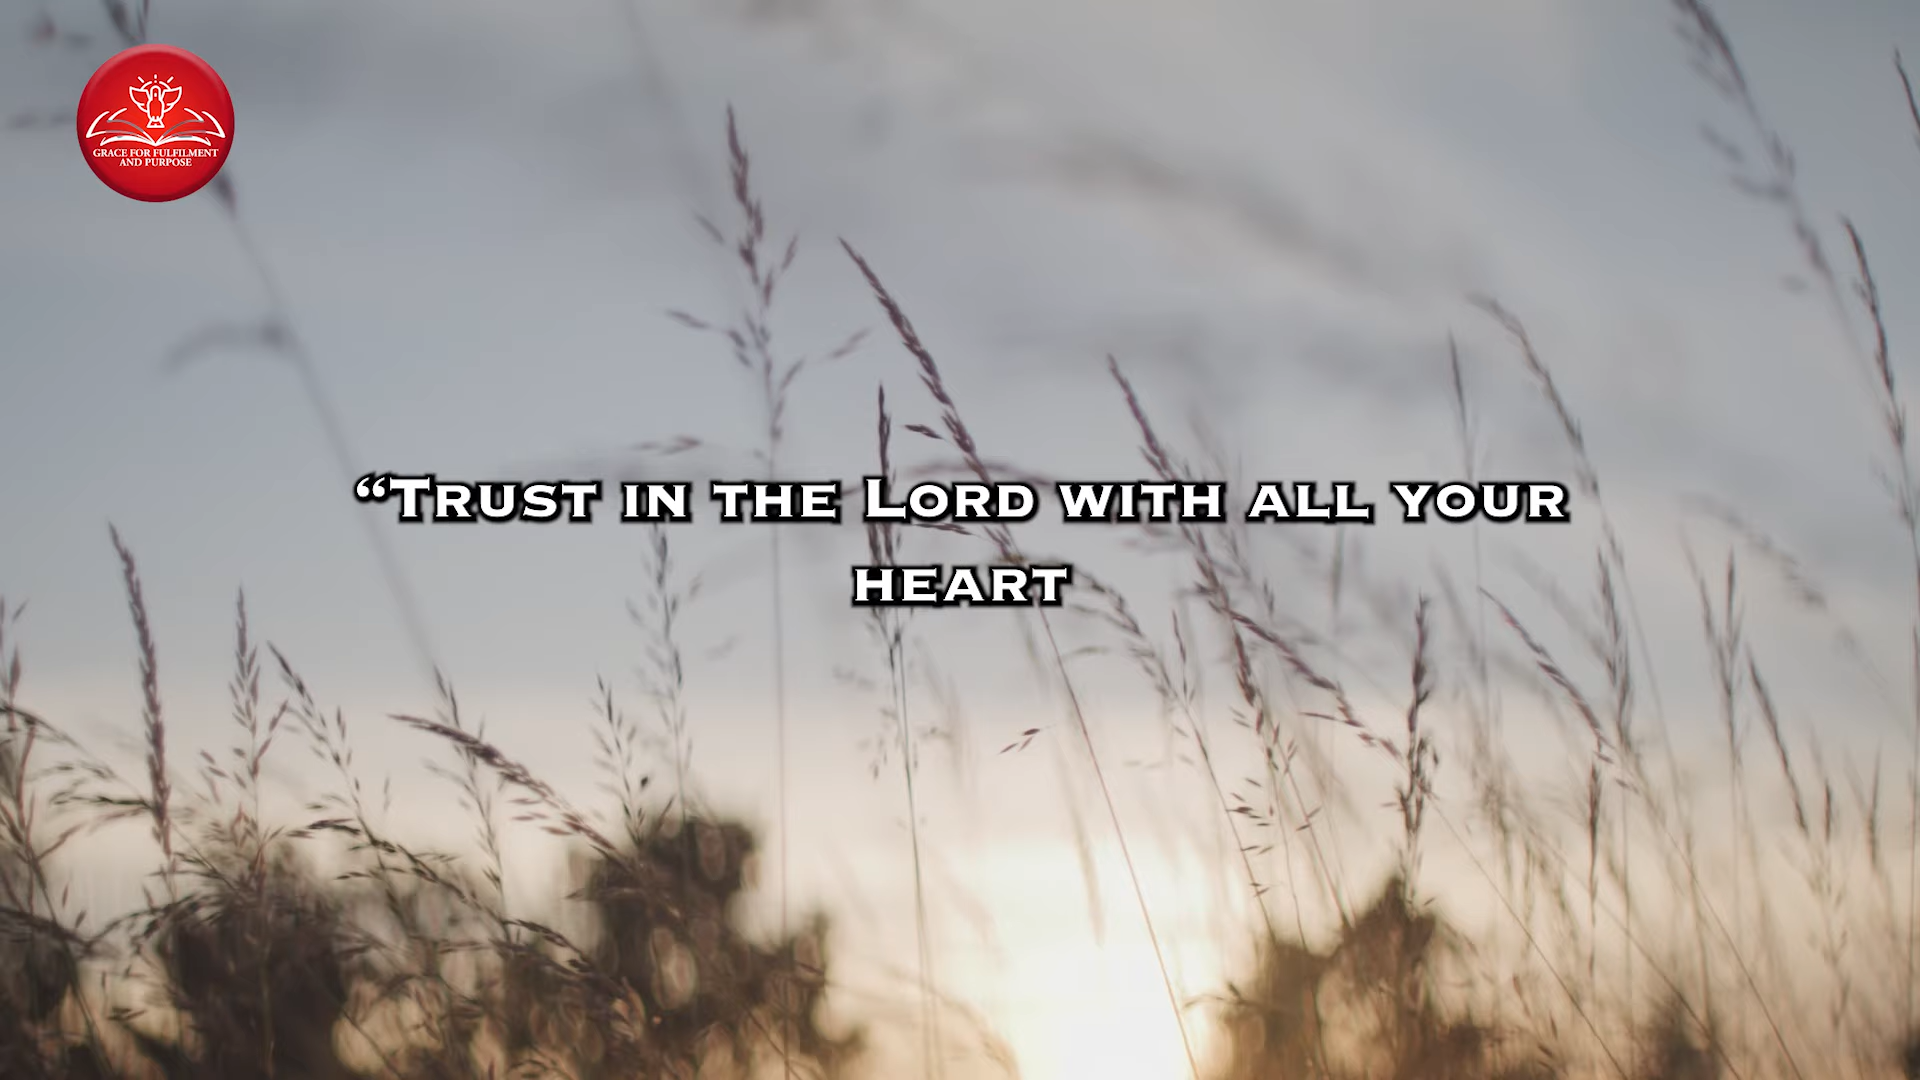 GRACE FOR FULFILMENT
AND PURPOSE
“Trust in the Lord with all your
heart